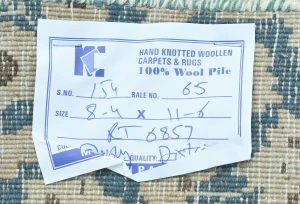 HAND KNOTTED WOOLLEN
CARPETS & RUGS
100% Wool Pile
S. NO. 154 BALE NO. 65
SIZE 8-4 x 11-6
RT 6857
QUALITY: